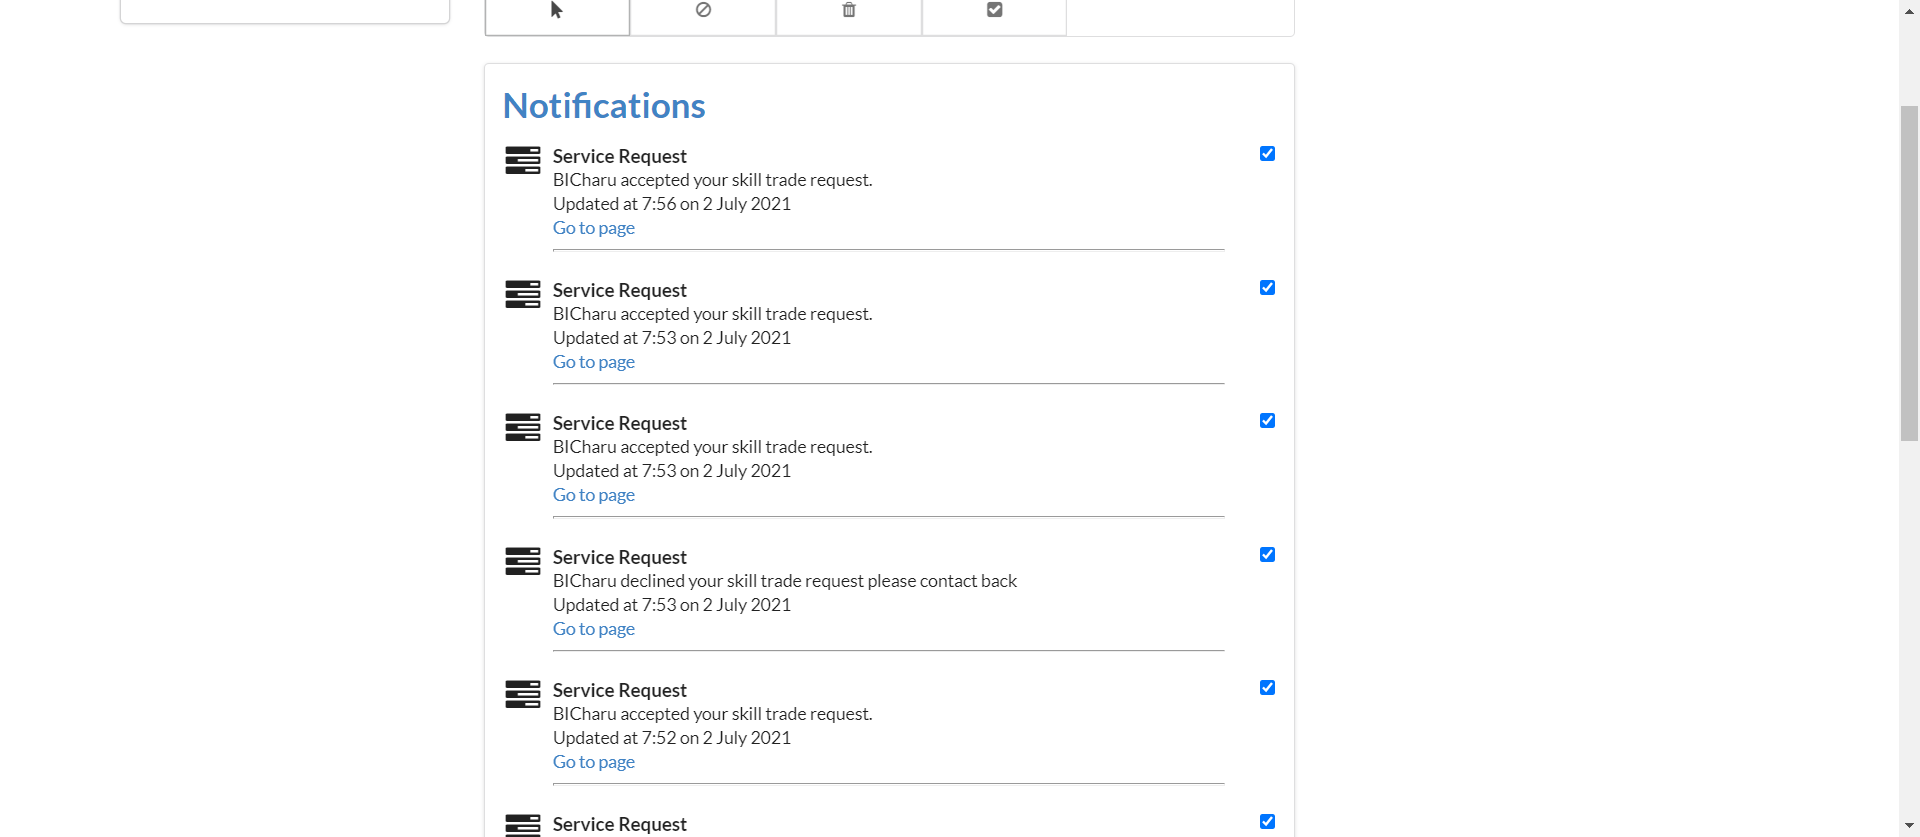 Notifications
Service Request
BICharu accepted your skill trade request.
Updated at 7:56 on 2 July 2021
Go to page
Service Request
BICharu accepted your skill trade request.
Updated at 7:53 on 2 July 2021
Go to page
Service Request
BICharu accepted your skill trade request.
Updated at 7:53 on 2 July 2021
Go to page
Service Request
BICharu declined your skill trade request please contact back
Updated at 7:53 on 2 July 2021
Go to page
Service Request
BICharu accepted your skill trade request.
Updated at 7:52 on 2 July 2021
Go to page
Service Request